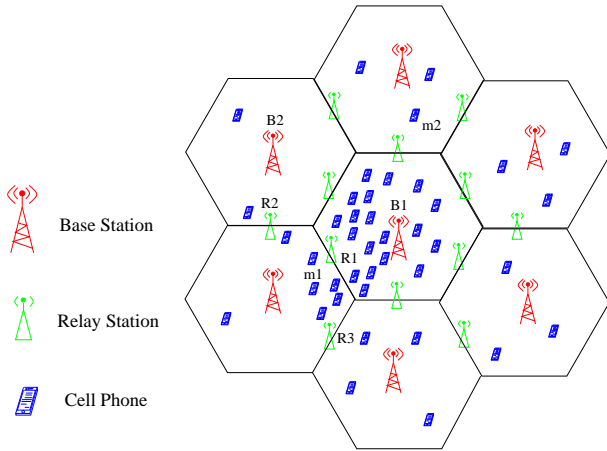 m2
B2
B1
R2
Base Station
R1
m1
Relay Station
R3
Cell Phone